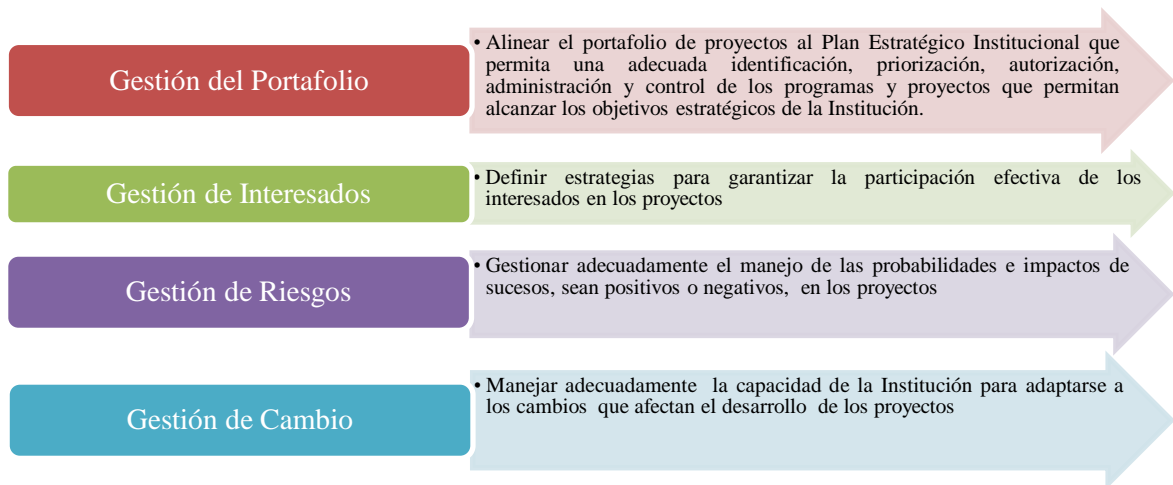 Gestión del Portafolio
• Alinear el portafolio de proyectos al Plan Estratégico Institucional que
permita una adecuada identificación, priorización, autorización,
administración y control de los programas y proyectos que permitan
alcanzar los objetivos estratégicos de la Institución.
Gestión de Interesados
• Definir estrategias para garantizar la participación efectiva de los
interesados en los proyectos
Gestión de Riesgos
• Gestionar adecuadamente el manejo de las probabilidades e impactos de
sucesos, sean positivos o negativos, en los proyectos
Gestión de Cambio
• Manejar adecuadamente la capacidad de la Institución para adaptarse a
los cambios que afectan el desarrollo de los proyectos